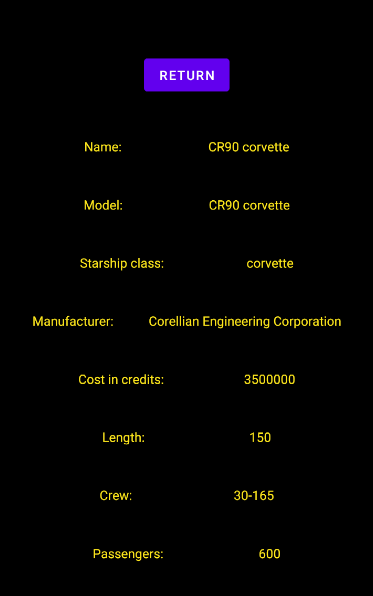 RETURN
Name: CR90 corvette
Model: CR90 corvette
Starship class: corvette
Manufacturer: Corellian Engineering Corporation
Cost in credits: 3500000
Length: 150
Crew: 30-165
Passengers: 600